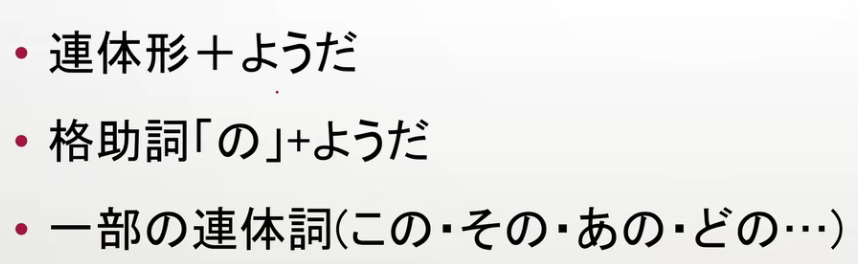 • 連体形＋ようだ
• 格助詞「の」+ようだ
• 一部の連体詞(この・その・あの・どの…)